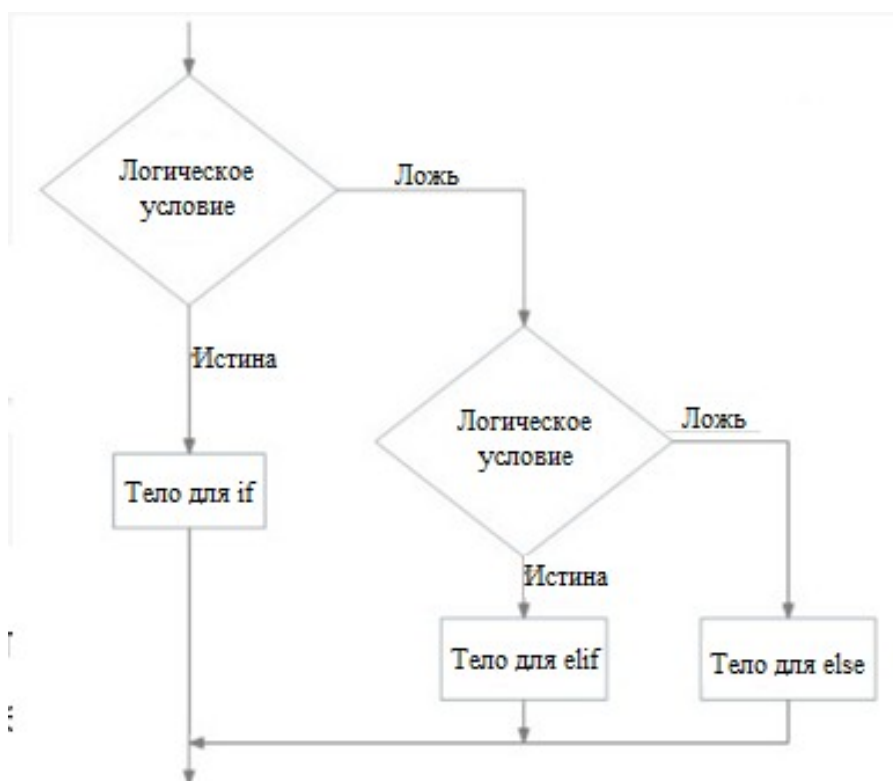 Логическое
условие
Ложь
Истина
Логическое
условие
Ложь
Тело для if
Истина
Тело для elif
Тело для else